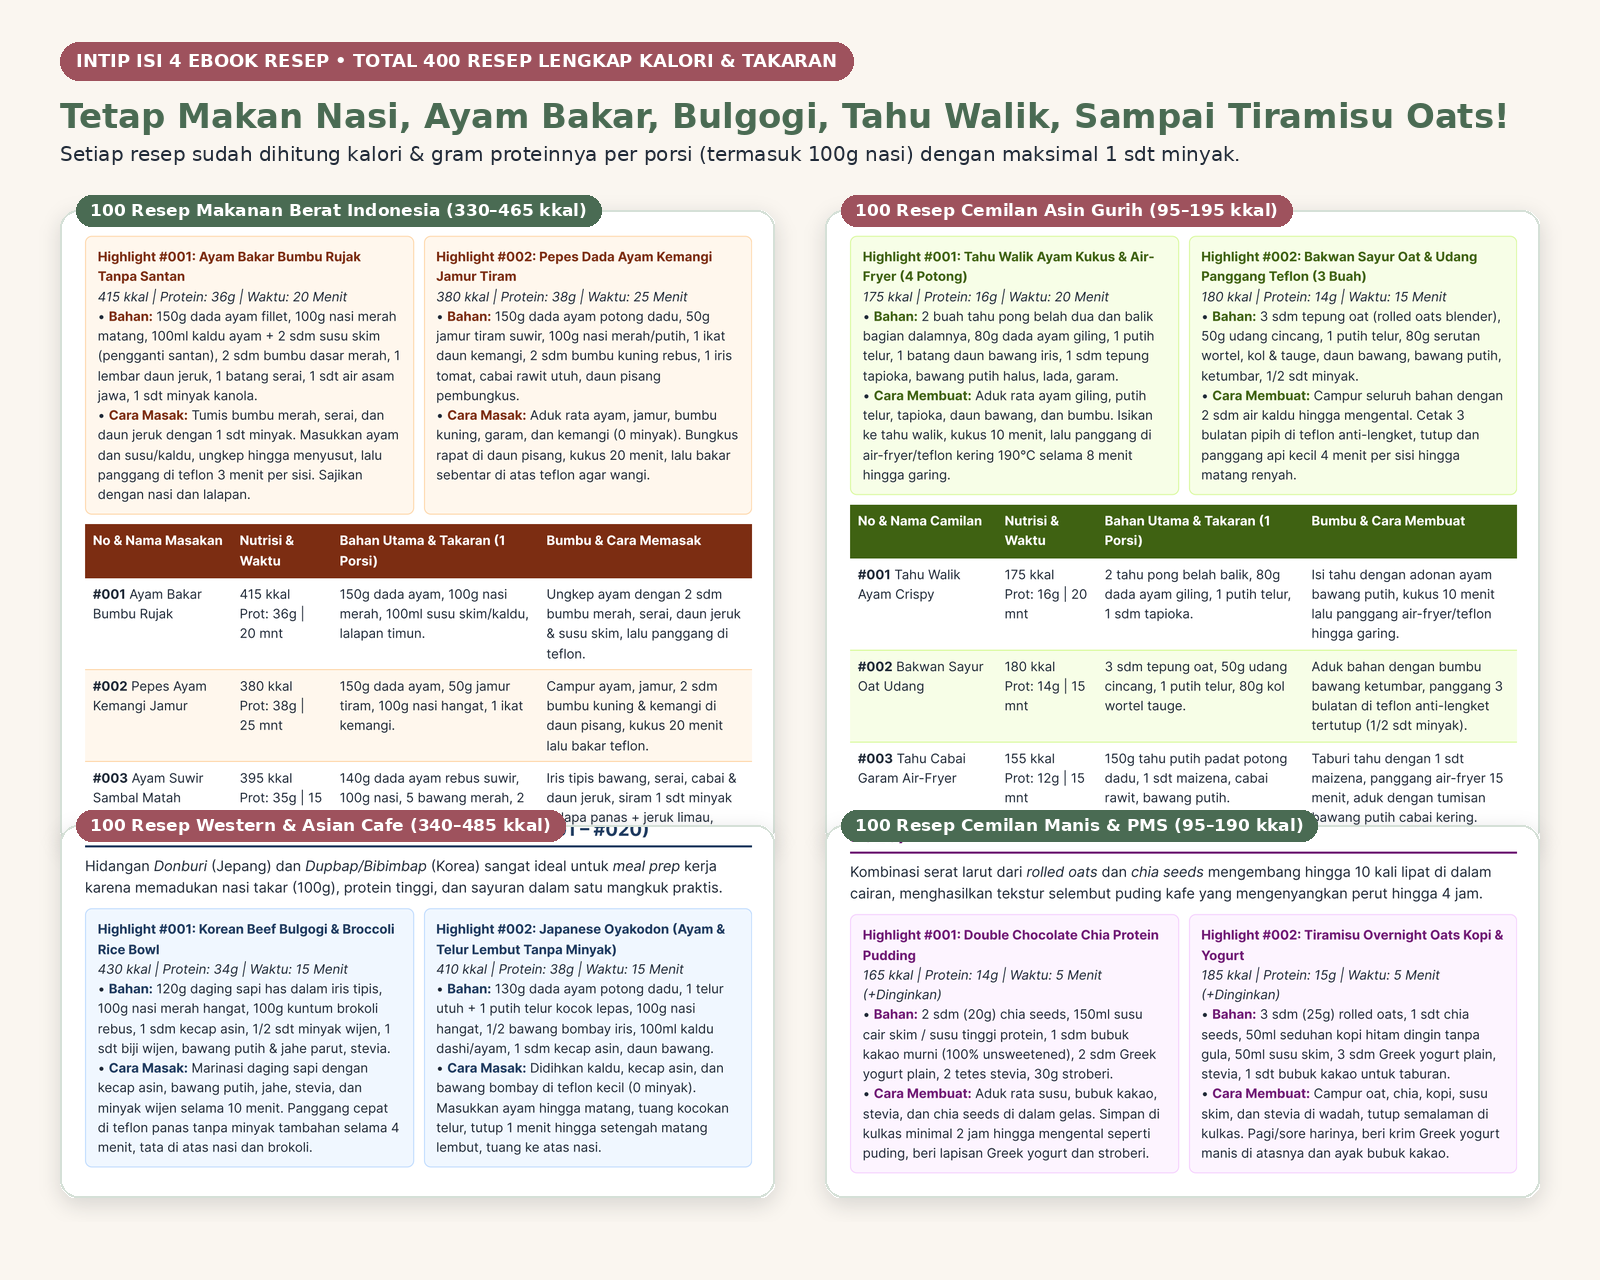 INTIP ISI 4 EBOOK RESEP • TOTAL 400 RESEP LENGKAP KALORI & TAKARAN
Tetap Makan Nasi, Ayam Bakar, Bulgogi, Tahu Walik, Sampai Tiramisu Oats!
Setiap resep sudah dihitung kalori & gram proteinnya per porsi (termasuk 100g nasi) dengan maksimal 1 sdt minyak.
100 Resep Makanan Berat Indonesia (330–465 kkal)
Highlight #001: Ayam Bakar Bumbu Rujak
Tanpa Santan
415 kkal | Protein: 36g | Waktu: 20 Menit
• Bahan: 150g dada ayam fillet, 100g nasi merah
matang, 100ml kaldu ayam + 2 sdm susu skim
(pengganti santan), 2 sdm bumbu dasar merah, 1
lembar daun jeruk, 1 batang serai, 1 sdt air asam
jawa, 1 sdt minyak kanola.
• Cara Masak: Tumis bumbu merah, serai, dan
daun jeruk dengan 1 sdt minyak. Masukkan ayam
dan susu/kaldu, ungkep hingga menyusut, lalu
panggang di teflon 3 menit per sisi. Sajikan
dengan nasi dan lalapan.
Highlight #002: Pepes Dada Ayam Kemangi
Jamur Tiram
380 kkal | Protein: 38g | Waktu: 25 Menit
• Bahan: 150g dada ayam potong dadu, 50g
jamur tiram suwir, 100g nasi merah/putih, 1 ikat
daun kemangi, 2 sdm bumbu kuning rebus, 1 iris
tomat, cabai rawit utuh, daun pisang
pembungkus.
• Cara Masak: Aduk rata ayam, jamur, bumbu
kuning, garam, dan kemangi (0 minyak). Bungkus
rapat di daun pisang, kukus 20 menit, lalu bakar
sebentar di atas teflon agar wangi.
No & Nama Masakan
Nutrisi &
Waktu
Bahan Utama & Takaran (1
Porsi)
Bumbu & Cara Memasak
#001 Ayam Bakar
Bumbu Rujak
415 kkal
Prot: 36g |
20 mnt
150g dada ayam, 100g nasi
merah, 100ml susu skim/kaldu,
lalapan timun.
Ungkep ayam dengan 2 sdm
bumbu merah, serai, daun jeruk
& susu skim, lalu panggang di
teflon.
#002 Pepes Ayam
Kemangi Jamur
380 kkal
Prot: 38g |
25 mnt
150g dada ayam, 50g jamur
tiram, 100g nasi hangat, 1 ikat
kemangi.
Campur ayam, jamur, 2 sdm
bumbu kuning & kemangi di
daun pisang, kukus 20 menit
lalu bakar teflon.
#003 Ayam Suwir
Sambal Matah
395 kkal
Prot: 35g | 15
140g dada ayam rebus suwir,
100g nasi, 5 bawang merah, 2
Iris tipis bawang, serai, cabai &
daun jeruk, siram 1 sdt minyak
panas + jeruk limau,
100 Resep Cemilan Asin Gurih (95–195 kkal)
Highlight #001: Tahu Walik Ayam Kukus & Air-
Fryer (4 Potong)
175 kkal | Protein: 16g | Waktu: 20 Menit
• Bahan: 2 buah tahu pong belah dua dan balik
bagian dalamnya, 80g dada ayam giling, 1 putih
telur, 1 batang daun bawang iris, 1 sdm tepung
tapioka, bawang putih halus, lada, garam.
• Cara Membuat: Aduk rata ayam giling, putih
telur, tapioka, daun bawang, dan bumbu. Isikan
ke tahu walik, kukus 10 menit, lalu panggang di
air-fryer/teflon kering 190°C selama 8 menit
hingga garing.
Highlight #002: Bakwan Sayur Oat & Udang
Panggang Teflon (3 Buah)
180 kkal | Protein: 14g | Waktu: 15 Menit
• Bahan: 3 sdm tepung oat (rolled oats blender),
50g udang cincang, 1 putih telur, 80g serutan
wortel, kol & tauge, daun bawang, bawang putih,
ketumbar, 1/2 sdt minyak.
• Cara Membuat: Campur seluruh bahan dengan
2 sdm air kaldu hingga mengental. Cetak 3
bulatan pipih di teflon anti-lengket, tutup dan
panggang api kecil 4 menit per sisi hingga
matang renyah.
No & Nama Camilan
Nutrisi &
Waktu
Bahan Utama & Takaran (1
Porsi)
Bumbu & Cara Membuat
#001 Tahu Walik
Ayam Crispy
175 kkal
Prot: 16g | 20
mnt
2 tahu pong belah balik, 80g
dada ayam giling, 1 putih telur,
1 sdm tapioka.
Isi tahu dengan adonan ayam
bawang putih, kukus 10 menit
lalu panggang air-fryer/teflon
hingga garing.
#002 Bakwan Sayur
Oat Udang
180 kkal
Prot: 14g | 15
mnt
3 sdm tepung oat, 50g udang
cincang, 1 putih telur, 80g kol
wortel tauge.
Aduk bahan dengan bumbu
bawang ketumbar, panggang 3
bulatan di teflon anti-lengket
tertutup (1/2 sdt minyak).
#003 Tahu Cabai
Garam Air-Fryer
155 kkal
Prot: 12g | 15
mnt
150g tahu putih padat potong
dadu, 1 sdt maizena, cabai
rawit, bawang putih.
Taburi tahu dengan 1 sdt
maizena, panggang air-fryer 15
menit, aduk dengan tumisan
bawang putih cabai kering.
100 Resep Western & Asian Cafe (340–485 kkal)
#020)
Hidangan Donburi (Jepang) dan Dupbap/Bibimbap (Korea) sangat ideal untuk meal prep kerja
karena memadukan nasi takar (100g), protein tinggi, dan sayuran dalam satu mangkuk praktis.
Highlight #001: Korean Beef Bulgogi & Broccoli
Rice Bowl
430 kkal | Protein: 34g | Waktu: 15 Menit
• Bahan: 120g daging sapi has dalam iris tipis,
100g nasi merah hangat, 100g kuntum brokoli
rebus, 1 sdm kecap asin, 1/2 sdt minyak wijen, 1
sdt biji wijen, bawang putih & jahe parut, stevia.
• Cara Masak: Marinasi daging sapi dengan
kecap asin, bawang putih, jahe, stevia, dan
minyak wijen selama 10 menit. Panggang cepat
di teflon panas tanpa minyak tambahan selama 4
menit, tata di atas nasi dan brokoli.
Highlight #002: Japanese Oyakodon (Ayam &
Telur Lembut Tanpa Minyak)
410 kkal | Protein: 38g | Waktu: 15 Menit
• Bahan: 130g dada ayam potong dadu, 1 telur
utuh + 1 putih telur kocok lepas, 100g nasi
hangat, 1/2 bawang bombay iris, 100ml kaldu
dashi/ayam, 1 sdm kecap asin, daun bawang.
• Cara Masak: Didihkan kaldu, kecap asin, dan
bawang bombay di teflon kecil (0 minyak).
Masukkan ayam hingga matang, tuang kocokan
telur, tutup 1 menit hingga setengah matang
lembut, tuang ke atas nasi.
100 Resep Cemilan Manis & PMS (95–190 kkal)
Kombinasi serat larut dari rolled oats dan chia seeds mengembang hingga 10 kali lipat di dalam
cairan, menghasilkan tekstur selembut puding kafe yang mengenyangkan perut hingga 4 jam.
Highlight #001: Double Chocolate Chia Protein
Pudding
165 kkal | Protein: 14g | Waktu: 5 Menit
(+Dinginkan)
• Bahan: 2 sdm (20g) chia seeds, 150ml susu
cair skim / susu tinggi protein, 1 sdm bubuk
kakao murni (100% unsweetened), 2 sdm Greek
yogurt plain, 2 tetes stevia, 30g stroberi.
• Cara Membuat: Aduk rata susu, bubuk kakao,
stevia, dan chia seeds di dalam gelas. Simpan di
kulkas minimal 2 jam hingga mengental seperti
puding, beri lapisan Greek yogurt dan stroberi.
Highlight #002: Tiramisu Overnight Oats Kopi &
Yogurt
185 kkal | Protein: 15g | Waktu: 5 Menit
(+Dinginkan)
• Bahan: 3 sdm (25g) rolled oats, 1 sdt chia
seeds, 50ml seduhan kopi hitam dingin tanpa
gula, 50ml susu skim, 3 sdm Greek yogurt plain,
stevia, 1 sdt bubuk kakao untuk taburan.
• Cara Membuat: Campur oat, chia, kopi, susu
skim, dan stevia di wadah, tutup semalaman di
kulkas. Pagi/sore harinya, beri krim Greek yogurt
manis di atasnya dan ayak bubuk kakao.